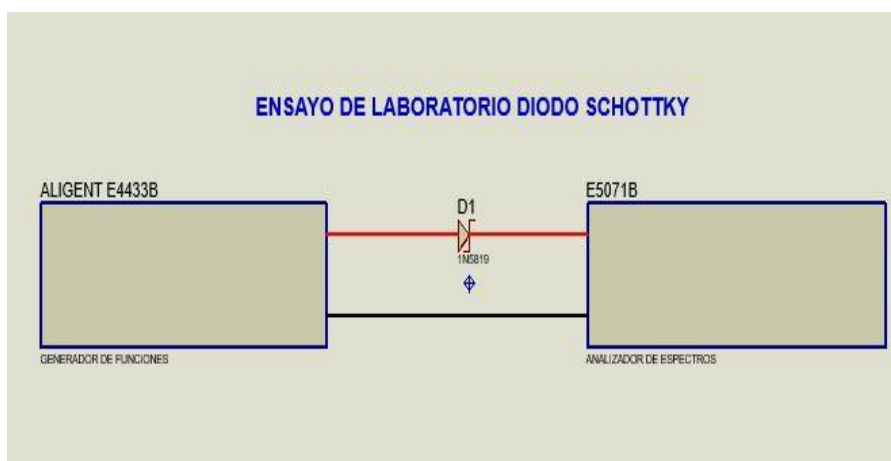 ENSAYO DE LABORATORIO DIODO SCHOTTKY
ALIGENT E4433B
E5071B
D1
1N5819
GENERADOR DE FUNCIONES
ANALIZADOR DE ESPECTROS